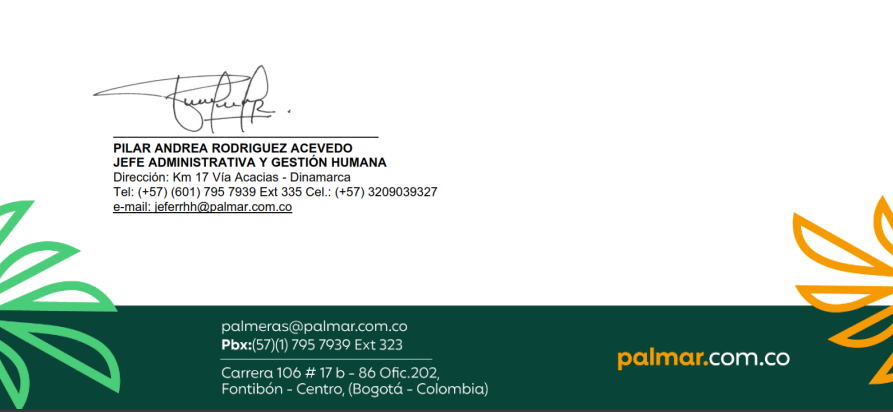 PILAR ANDREA RODRIGUEZ ACEVEDO
JEFE ADMINISTRATIVA Y GESTIÓN HUMANA
Dirección: Km 17 Vía Acacias - Dinamarca
Tel: (+57) (601) 795 7939 Ext 335 Cel.: (+57) 3209039327
e-mail: jeferrhh@palmar.com.co
palmeras@palmar.com.co
Pbx:(57)(1) 795 7939 Ext 323
Carrera 106 # 17 b - 86 Ofic.202,
Fontibón - Centro, (Bogotá - Colombia)
palmar.com.co